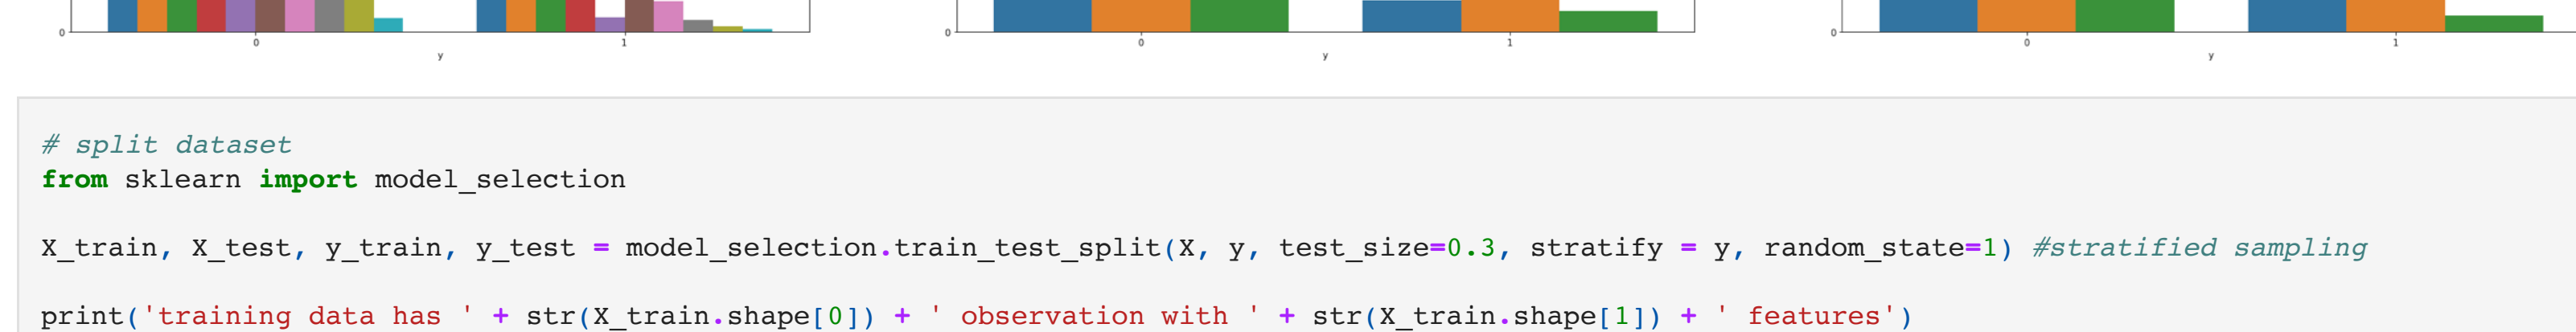 0 0 0
0 1 0 1 0 1
y y y
# split dataset
from sklearn import model_selection
X_train, X_test, y_train, y_test = model_selection.train_test_split(X, y, test_size=0.3, stratify = y, random_state=1) #stratified sampling
print('training data has ' + str(X_train.shape[0]) + ' observation with ' + str(X_train.shape[1]) + ' features')